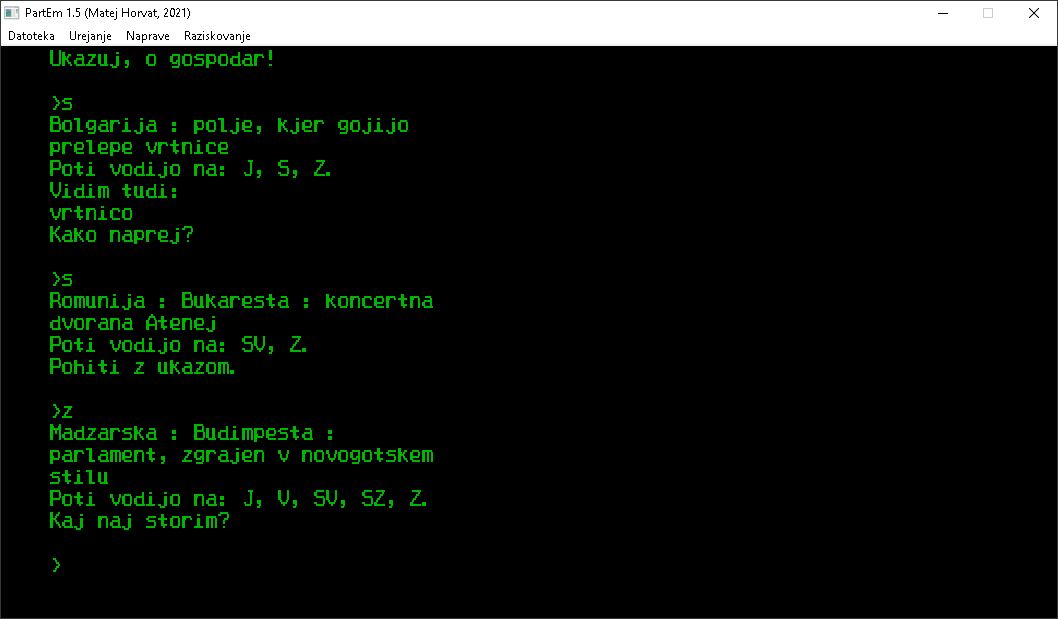 PartEm 1.5 (Matej Horvat, 2021)
Datoteka Urejanje Naprave Raziskovanje
Ukazuj, o gospodar!
>s
Bolgarija : polje, kjer gojijo
prelepe vrtnice
Poti vodijo na: J, S, Z.
Vidim tudi:
vrtnico
Kako naprej?
>s
Romunija : Bukaresta : koncertna
dvorana Atenej
Poti vodijo na: SV, Z.
Pohiti z ukazom.
>z
Madzarska : Budimpesta :
parlament, zgrajen v novogotskem
stilu
Poti vodijo na: J, V, SV, SZ, Z.
Kaj naj storim?
>